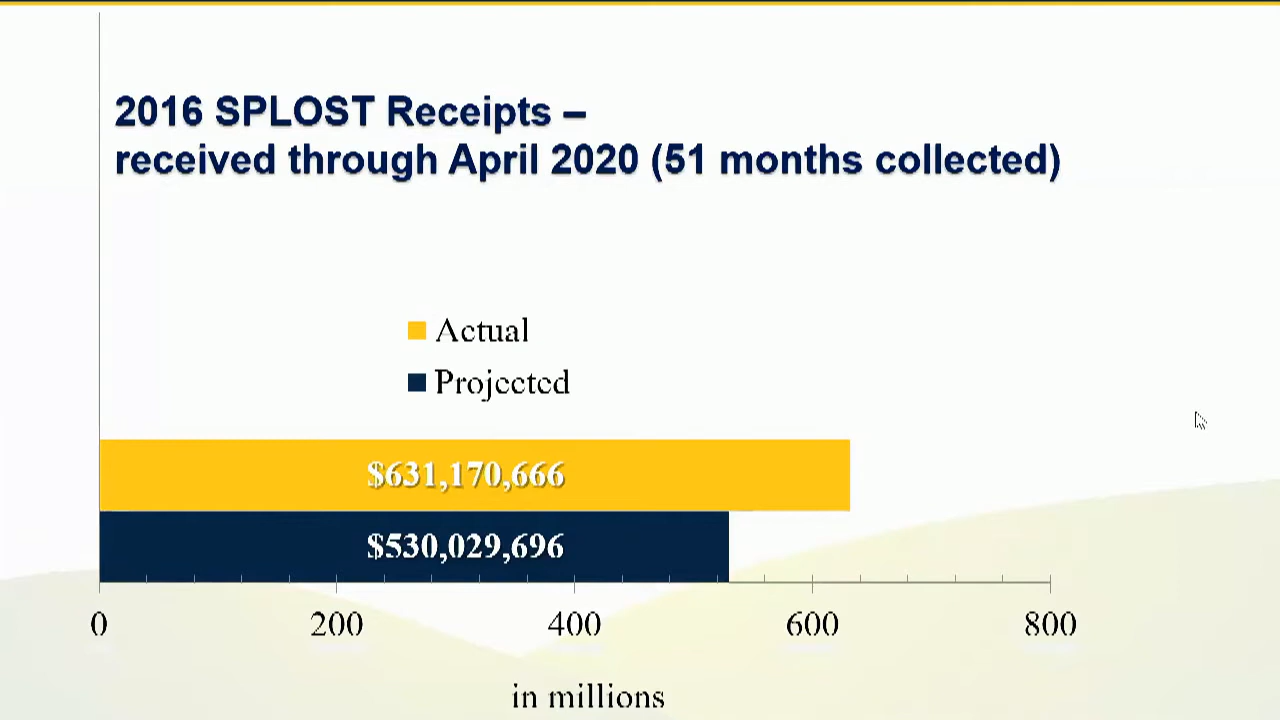 2016 SPLOST Receipts –
received through April 2020 (51 months collected)
Actual
Projected
$631,170,666
$530,029,696
0 200 400 600 800
in millions